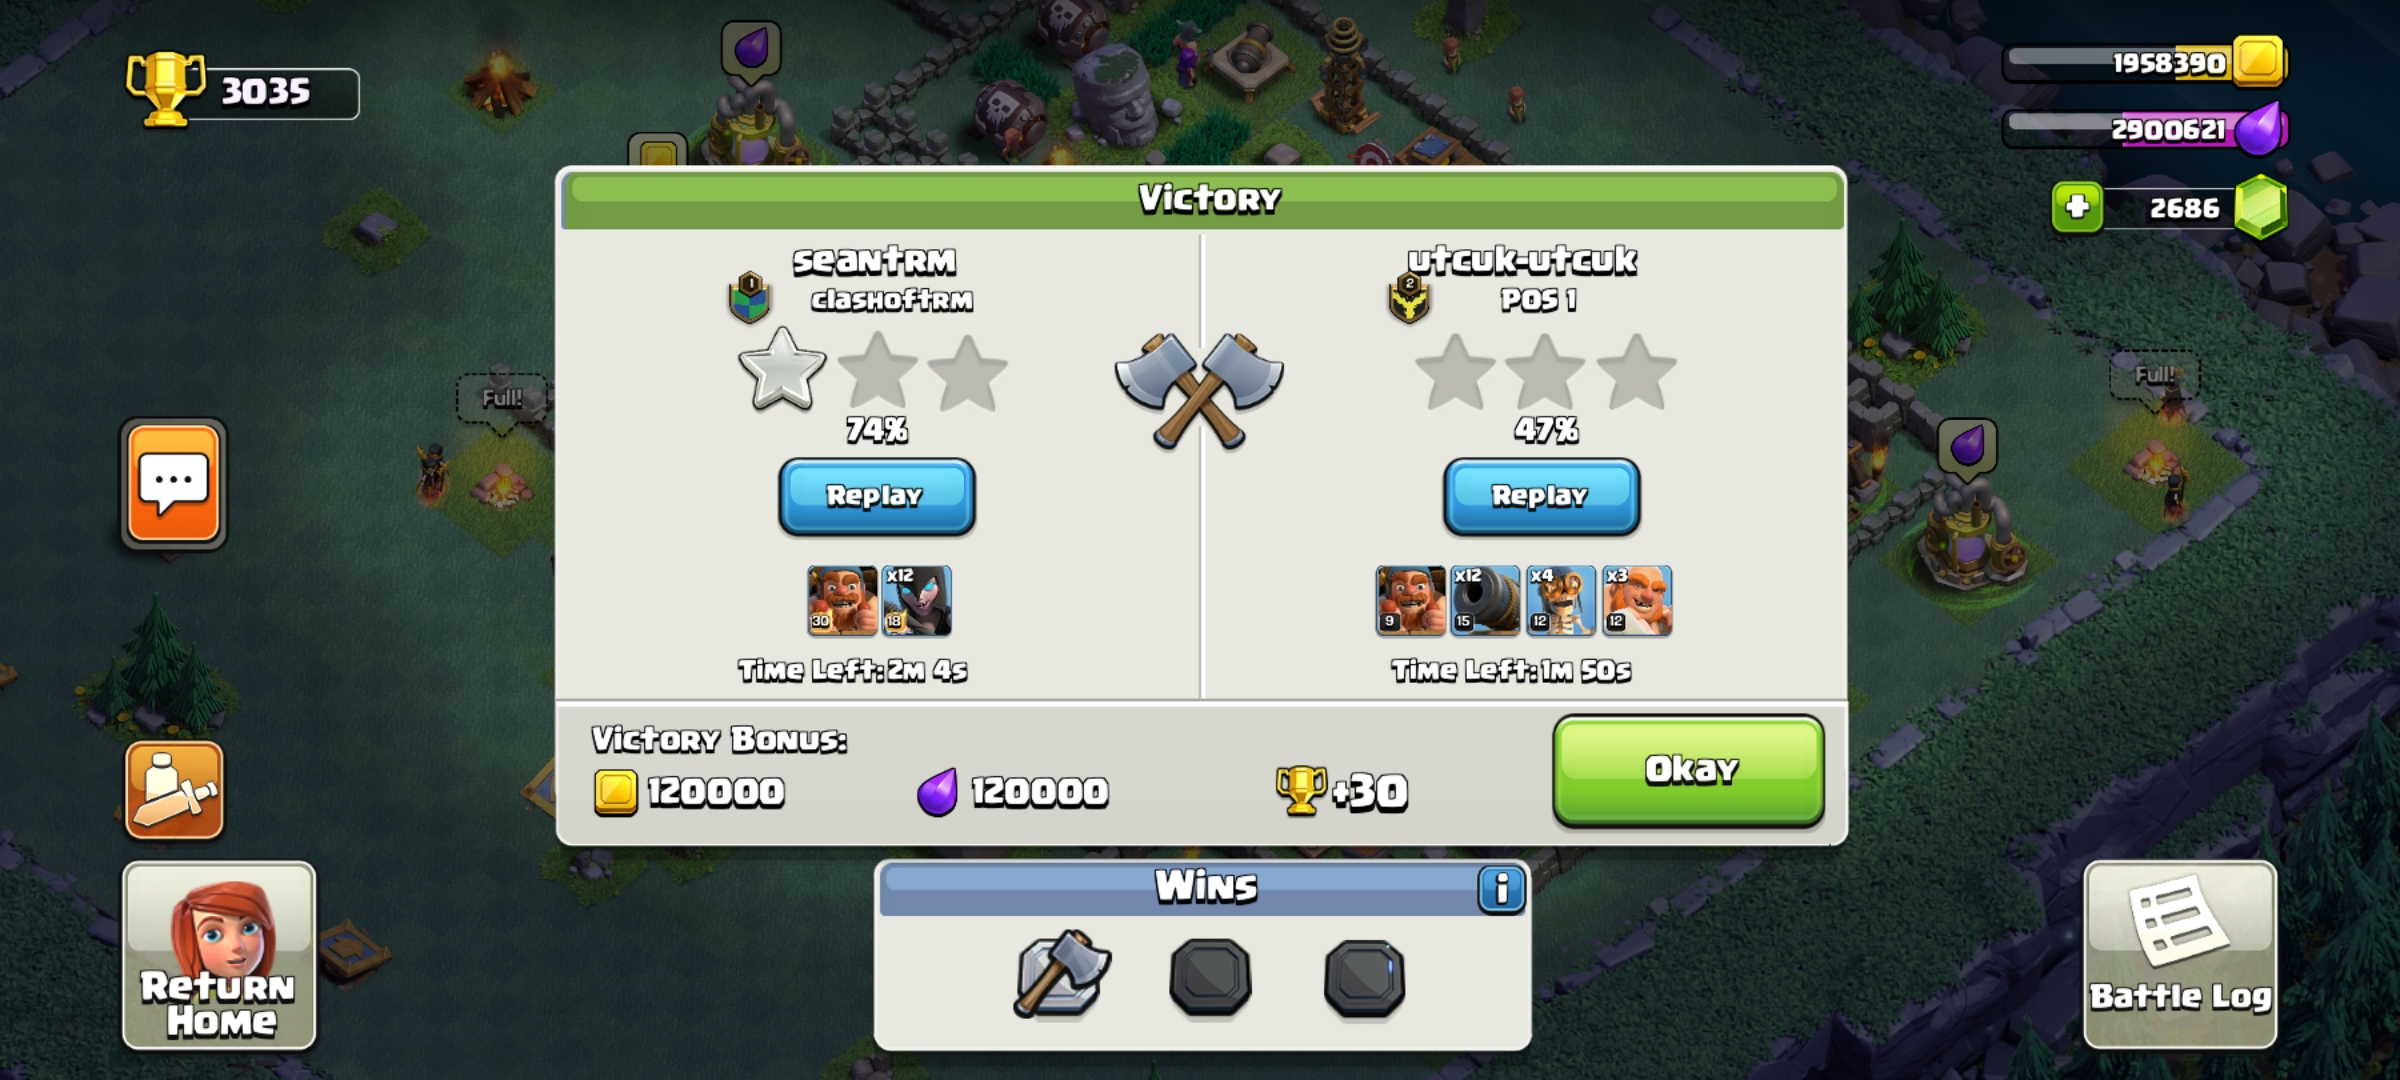 3035
1958390
2900621
2686
Victory
seantrm
clashoftrm
1
74%
Replay
30
x12
18
Time Left: 2m 4s
utcuk-utcuk
POS 1
2
47%
Replay
9
x12
15
x4
12
x3
12
Time Left: 1m 50s
Full!
Full!
Victory Bonus:
120000
120000
+30
Okay
Wins
i
Return
Home
Battle Log